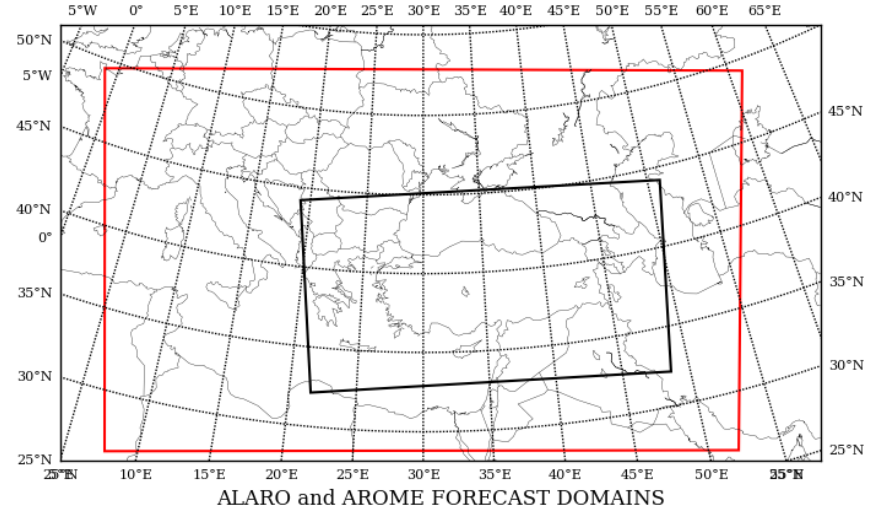 5°W 0° 5°E 10°E 15°E 20°E 25°E 30°E 35°E 40°E 45°E 50°E 55°E 60°E 65°E
50°N
5°W
45°N 45°N
40°N 40°N
0°
35°N 35°N
30°N 30°N
25°N 25°N
10°E 15°E 20°E 25°E 30°E 35°E 40°E 45°E 50°E
ALARO and AROME FORECAST DOMAINS